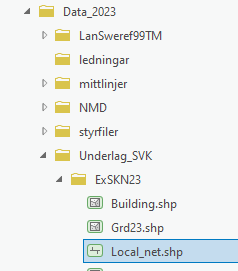 Data_2023
LanSweref99TM
ledningar
mittlinjer
NMD
styrfiler
Underlag_SVK
ExSKN23
Building.shp
Grd23.shp
Local_net.shp